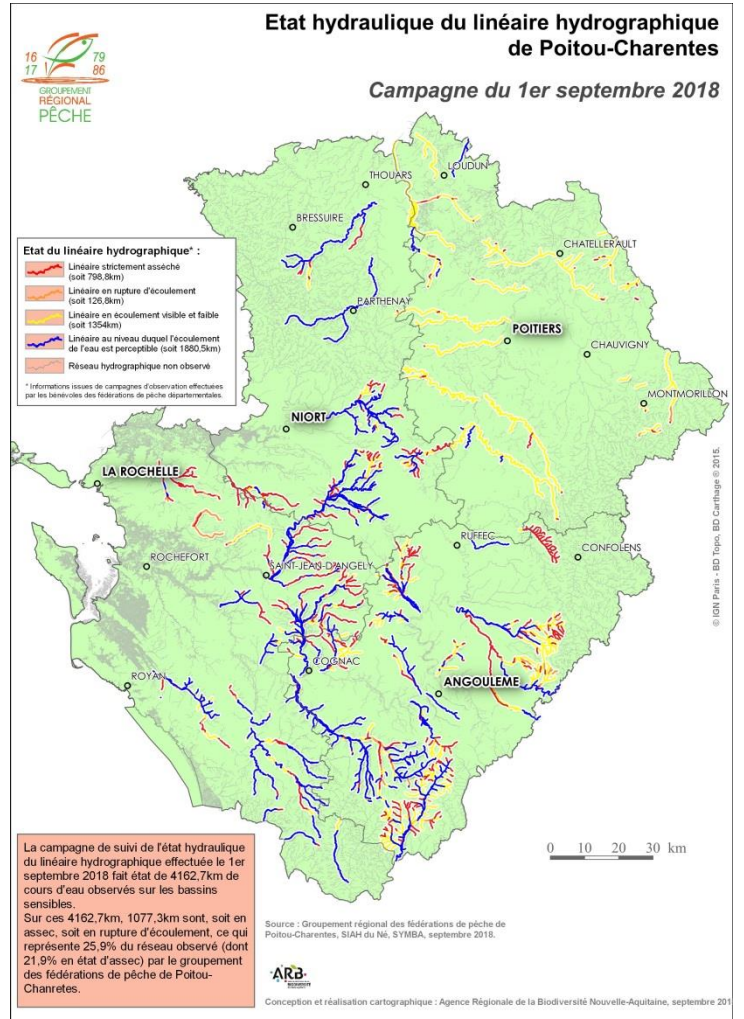 Etat hydraulique du linéaire hydrographique
de Poitou-Charentes
Campagne du 1er septembre 2018
16 79
17 86
GROUPEMENT
RÉGIONAL
PÊCHE
LOUDUN
THOUARS
BRESSUIRE
CHATELLERAULT
PARTHENAY
POITIERS
CHAUVIGNY
MONTMORILLON
NIORT
LA ROCHELLE
RUFFEC
CONFOLENS
ROCHEFORT
SAINT-JEAN-D'ANGELY
COGNAC
ANGOULEME
ROYAN
Etat du linéaire hydrographique* :
Linéaire strictement asséché
(soit 798,8km)
Linéaire en rupture d'écoulement
(soit 126,8km)
Linéaire en écoulement visible et faible
(soit 1354km)
Linéaire au niveau duquel l'écoulement
de l'eau est perceptible (soit 1880,5km)
Réseau hydrographique non observé
* Informations issues de campagnes d'observation effectuées
par les bénévoles des fédérations de pêche départementales.
© IGN Paris - BD Topo, BD Carthage © 2015.
0 10 20 30 km
La campagne de suivi de l'état hydraulique
du linéaire hydrographique effectuée le 1er
septembre 2018 fait état de 4162,7km de
cours d'eau observés sur les bassins
sensibles.
Sur ces 4162,7km, 1077,3km sont, soit en
assec, soit en rupture d'écoulement, ce qui
représente 25,9% du réseau observé (dont
21,9% en état d'assec) par le groupement
des fédérations de pêche de Poitou-
Chanretes.
Source : Groupement régional des fédérations de pêche de
Poitou-Charentes, SIAH du Né, SYMBA, septembre 2018.
ARB
Conception et réalisation cartographique : Agence Régionale de la Biodiversité Nouvelle-Aquitaine, septembre 201